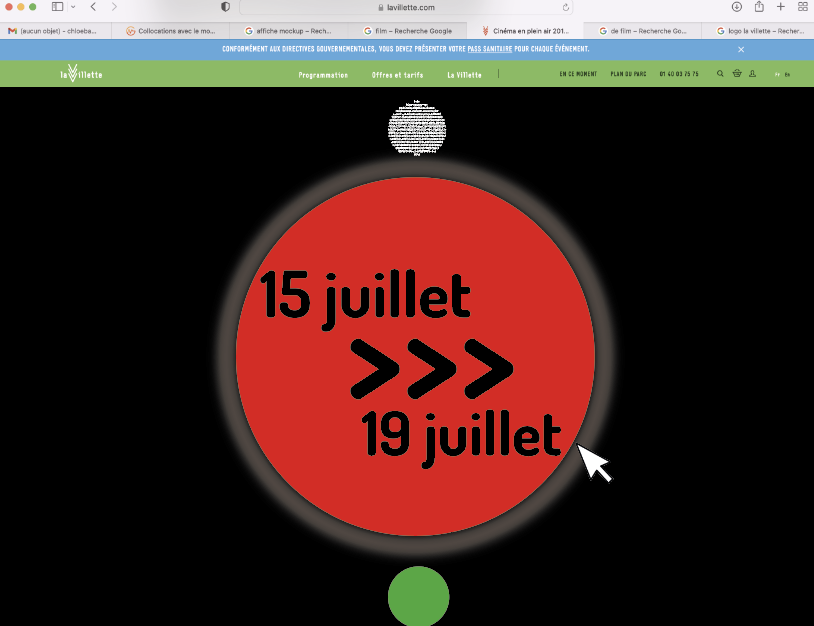 lavillette.com
(aucun objet) - chloeba...
Collocations avec le mo...
affiche mockup – Rech...
film – Recherche Google
Cinéma en plein air 201...
de film – Recherche Go...
logo la villette – Recher...
CONFORMÉMENT AUX DIRECTIVES GOUVERNEMENTALES, VOUS DEVEZ PRÉSENTER VOTRE PASS SANITAIRE POUR CHAQUE ÉVÉNEMENT.
la Villette
Programmation
Offres et tarifs
La Villette
EN CE MOMENT
PLAN DU PARC
01 40 03 75 75
Fr
En
15 juillet
>>>
19 juillet